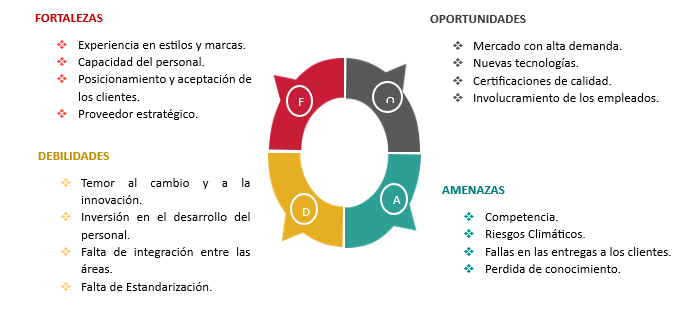 FORTALEZAS
Experiencia en estilos y marcas.
Capacidad del personal.
Posicionamiento y aceptación de
los clientes.
Proveedor estratégico.
OPORTUNIDADES
Mercado con alta demanda.
Nuevas tecnologías.
Certificaciones de calidad.
Involucramiento de los empleados.
F
O
D
A
DEBILIDADES
Temor al cambio y a la
innovación.
Inversión en el desarrollo del
personal.
Falta de integración entre las
áreas.
Falta de Estandarización.
AMENAZAS
Competencia.
Riesgos Climáticos.
Fallas en las entregas a los clientes.
Perdida de conocimiento.